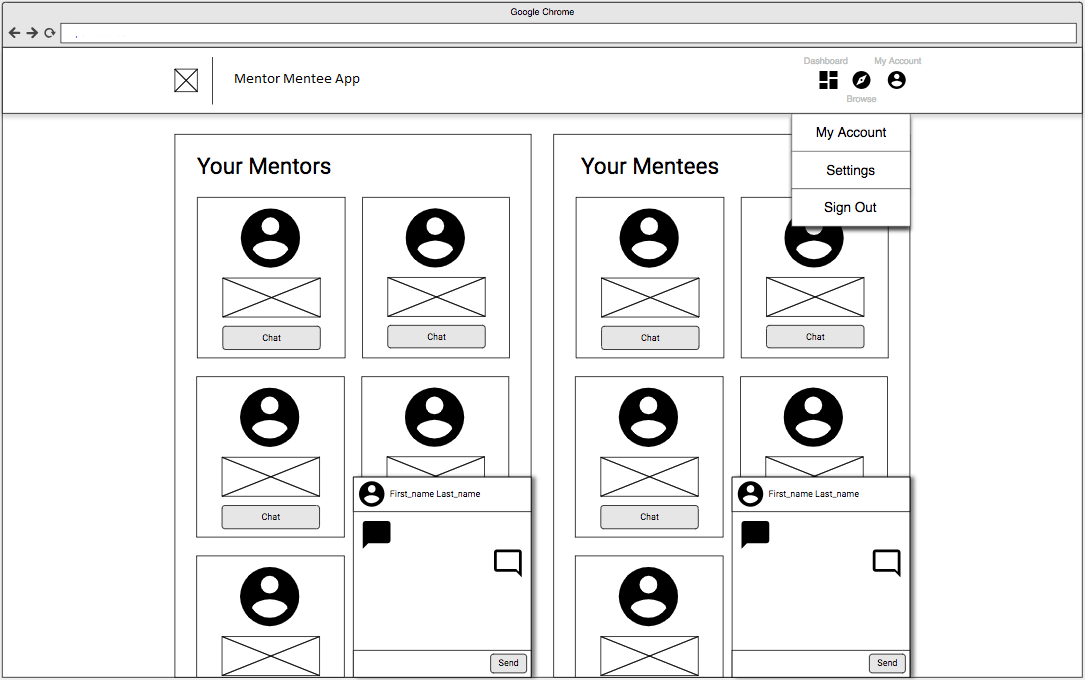 Google Chrome
Dashboard
My Account
Mentor Mentee App
Browse
My Account
Settings
Sign Out
Your Mentors
Your Mentees
Chat
Chat
Chat
Chat
Chat
Chat
First_name Last_name
First_name Last_name
Send
Send